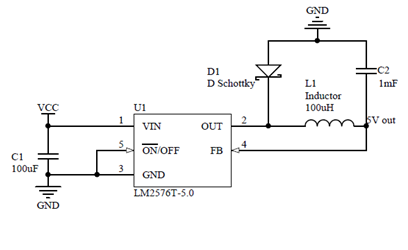 GND
D1
D Schottky
C2
1mF
L1
Inductor
100uH
VCC
U1
1
VIN
OUT
2
5V out
C1
100uF
5
ON/OFF
FB
4
3
GND
LM2576T-5.0
GND